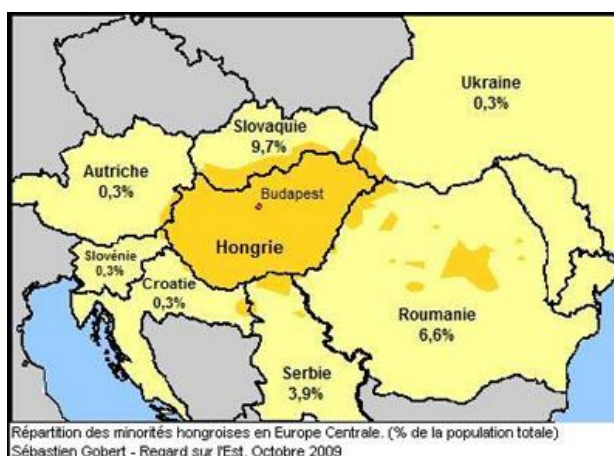 Ukraine
0,3%
Slovaquie
9,7%
Autriche
0,3%
Budapest
Hongrie
Slovénie
0,3%
Croatie
0,3%
Roumanie
6,6%
Serbie
3,9%
Répartition des minorités hongroises en Europe Centrale. (% de la population totale)
Sébastien Gobert - Regard sur l'Est. Octobre 2009